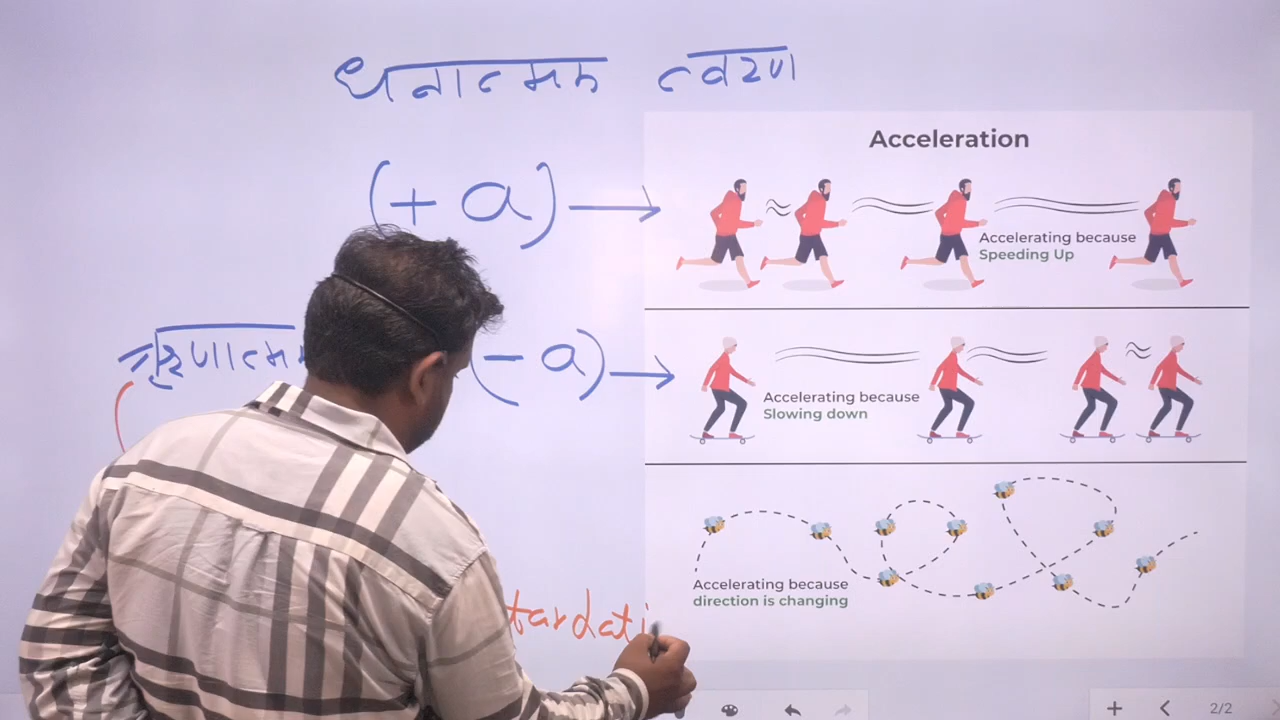 धनात्मक त्वरण
(+ a) →
(- a) →
Acceleration
Accelerating because
Speeding Up
Accelerating because
Slowing down
Accelerating because
direction is changing
2/2